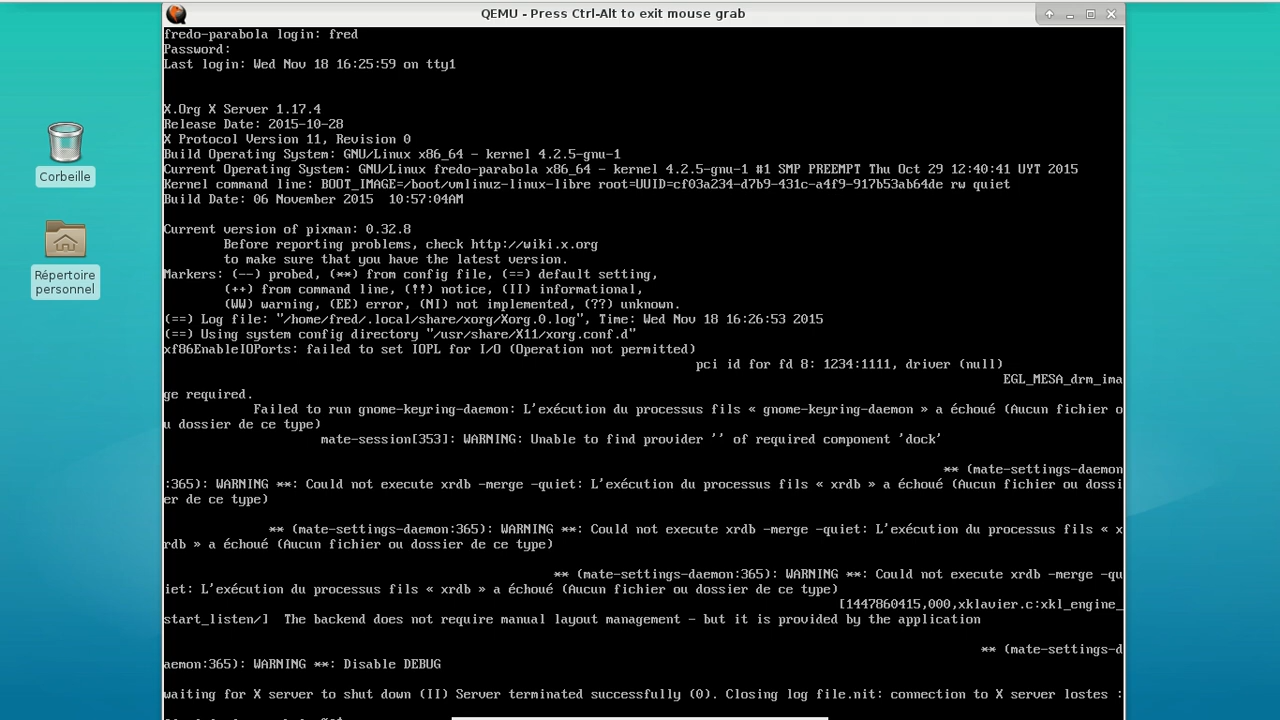 QEMU - Press Ctrl-Alt to exit mouse grab
fredo-parabola login: fred
Password:
Last login: Wed Nov 18 16:25:59 on tty1
X.Org X Server 1.17.4
Release Date: 2015-10-28
X Protocol Version 11, Revision 0
Build Operating System: GNU/Linux x86_64 - kernel 4.2.5-gnu-1
Current Operating System: GNU/Linux fredo-parabola x86_64 - kernel 4.2.5-gnu-1 #1 SMP PREEMPT Thu Oct 29 12:40:41 UYT 2015
Kernel command line: BOOT_IMAGE=/boot/vmlinuz-linux-libre root=UUID=cf03a234-d7b9-431c-a4f9-917b53ab64de rw quiet
Build Date: 06 November 2015  10:57:04AM
Current version of pixman: 0.32.8
Before reporting problems, check http://wiki.x.org
to make sure that you have the latest version.
Markers: (--) probed, (**) from config file, (==) default setting,
(++) from command line, (!!) notice, (II) informational,
(WW) warning, (EE) error, (NI) not implemented, (??) unknown.
(==) Log file: "/home/fred/.local/share/xorg/Xorg.0.log", Time: Wed Nov 18 16:26:53 2015
(==) Using system config directory "/usr/share/X11/xorg.conf.d"
xf86EnableIOPorts: failed to set IOPL for I/O (Operation not permitted)
pci id for fd 8: 1234:1111, driver (null)
EGL_MESA_drm_ima
ge required.
Failed to run gnome-keyring-daemon: L'exécution du processus fils « gnome-keyring-daemon » a échoué (Aucun fichier o
u dossier de ce type)
mate-session[353]: WARNING: Unable to find provider '' of required component 'dock'
** (mate-settings-daemon
:365): WARNING **: Could not execute xrdb -merge -quiet: L'exécution du processus fils « xrdb » a échoué (Aucun fichier ou dossi
er de ce type)
** (mate-settings-daemon:365): WARNING **: Could not execute xrdb -merge -quiet: L'exécution du processus fils « x
rdb » a échoué (Aucun fichier ou dossier de ce type)
** (mate-settings-daemon:365): WARNING **: Could not execute xrdb -merge -qu
iet: L'exécution du processus fils « xrdb » a échoué (Aucun fichier ou dossier de ce type)
[1447860415,000,xklavier.c:xkl_engine_
start_listen/]  The backend does not require manual layout management - but it is provided by the application
** (mate-settings-d
aemon:365): WARNING **: Disable DEBUG
waiting for X server to shut down (II) Server terminated successfully (0). Closing log file.nit: connection to X server lostes :
Corbeille
Répertoire
personnel